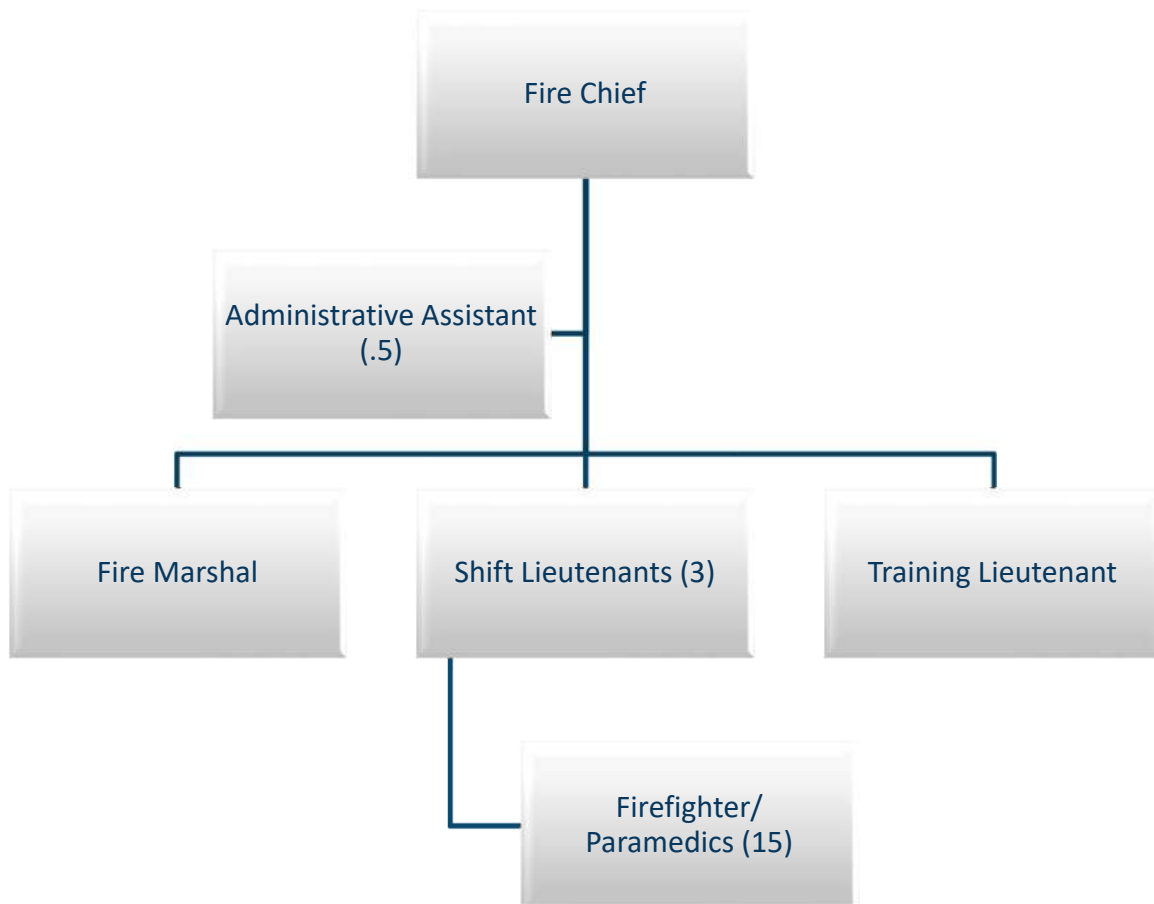 Fire Chief
Administrative Assistant
(.5)
Fire Marshal
Shift Lieutenants (3)
Training Lieutenant
Firefighter/
Paramedics (15)